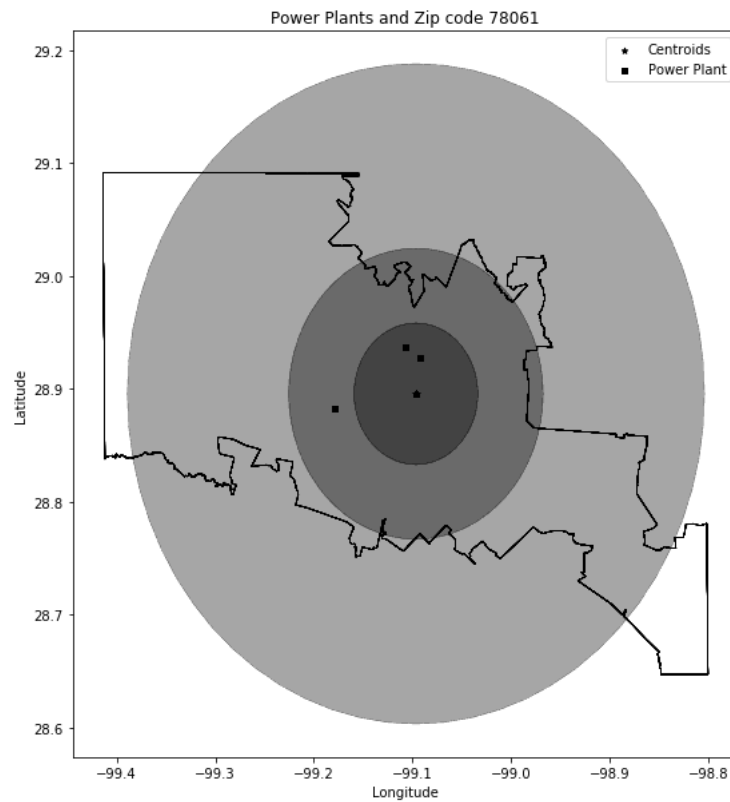 Power Plants and Zip code 78061
Centroids
Power Plant
29.2
29.1
29.0
28.9
28.8
28.7
28.6
Latitude
−99.4
−99.3
−99.2
−99.1
−99.0
−98.9
−98.8
Longitude